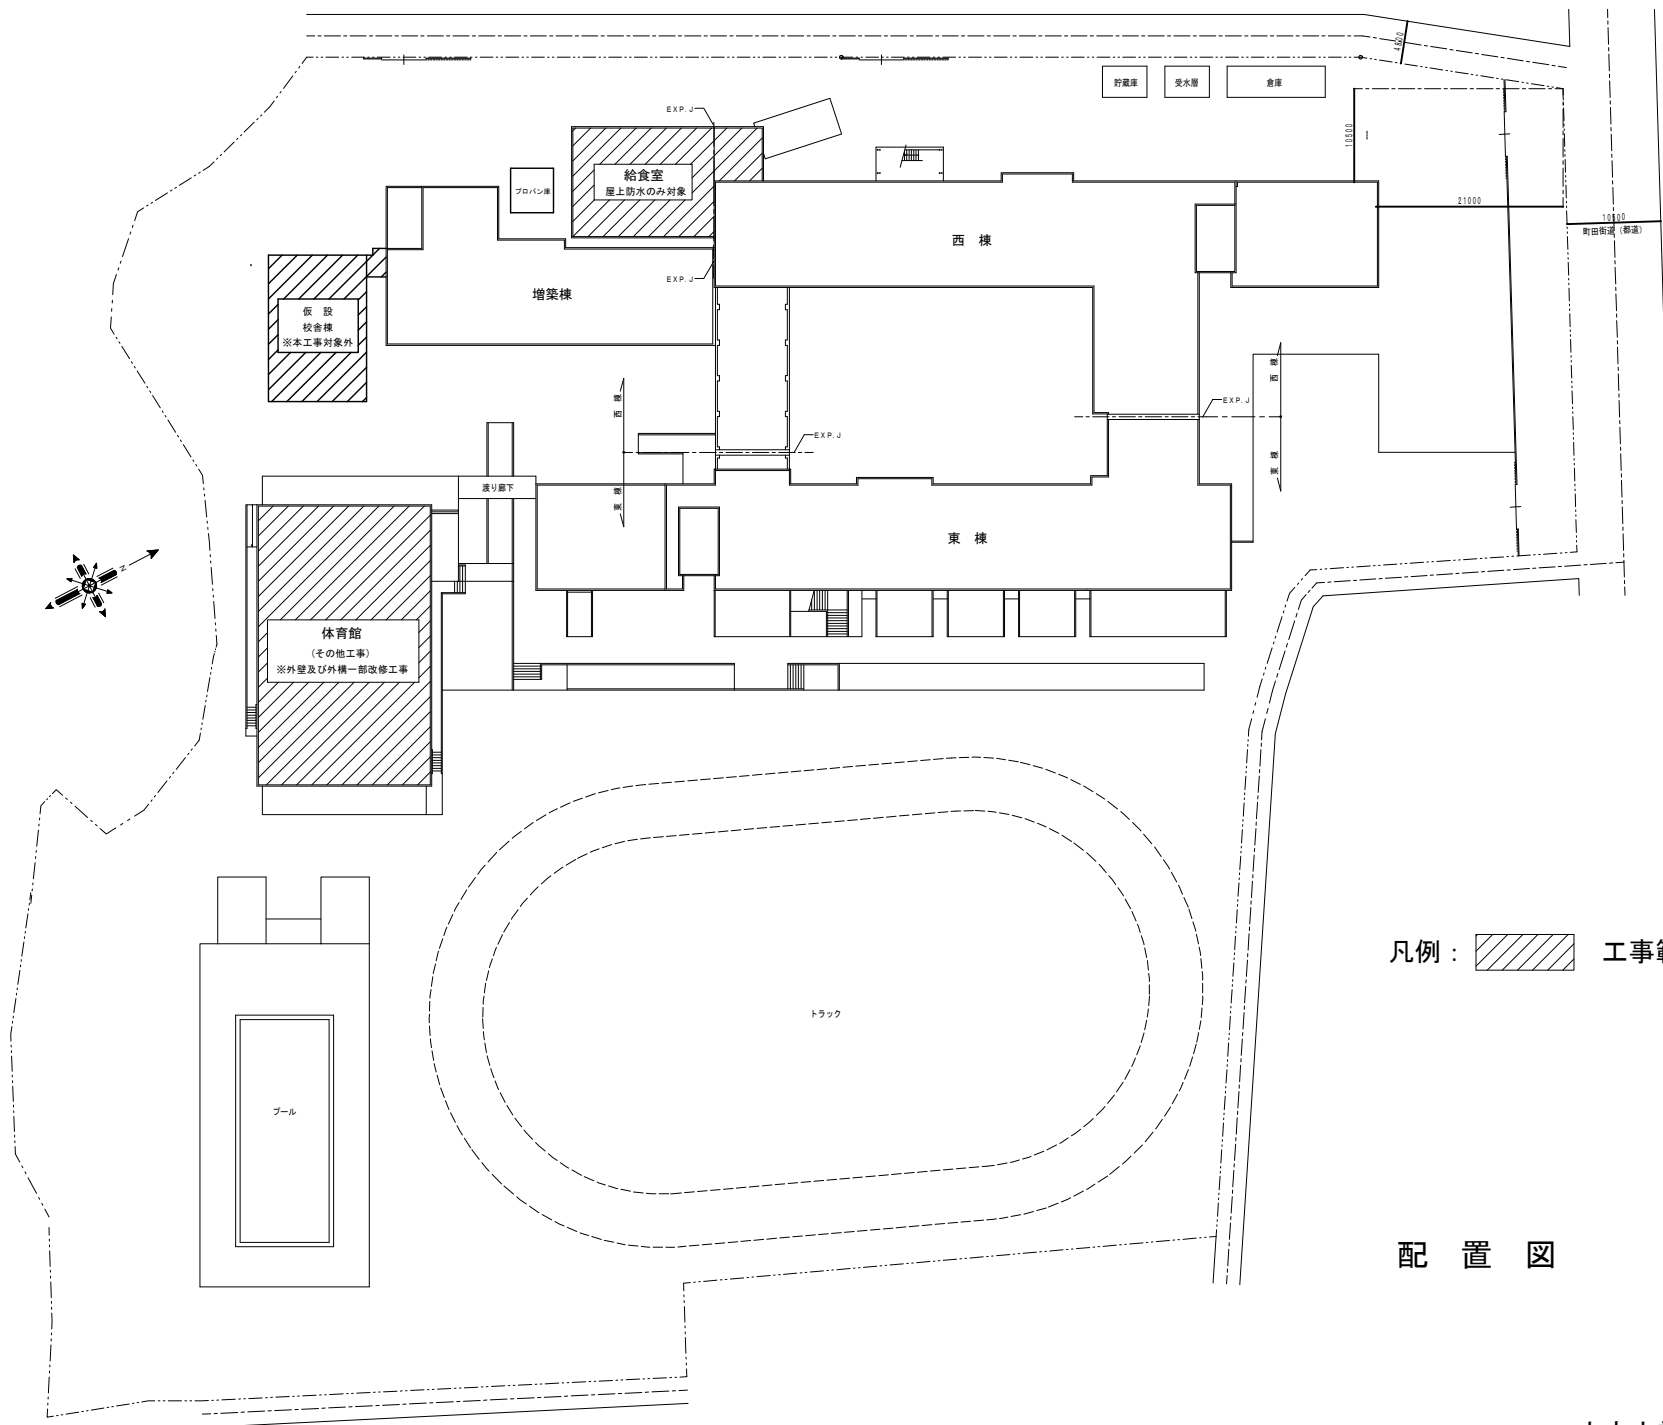 4800
貯蔵庫
受水層
倉庫
EXP.J
10500
給食室
屋上防水のみ対象
プロパン庫
21000
10500
町田街道（都道）
西 棟
EXP.J
増築棟
仮 設
校舎棟
※本工事対象外
西 棟
西 棟
EXP.J
EXP.J
東 棟
東 棟
渡り廊下
東 棟
N
体育館
(その他工事)
※外壁及び外構一部改修工事
凡例：
工事
トラック
プール
配 置 図